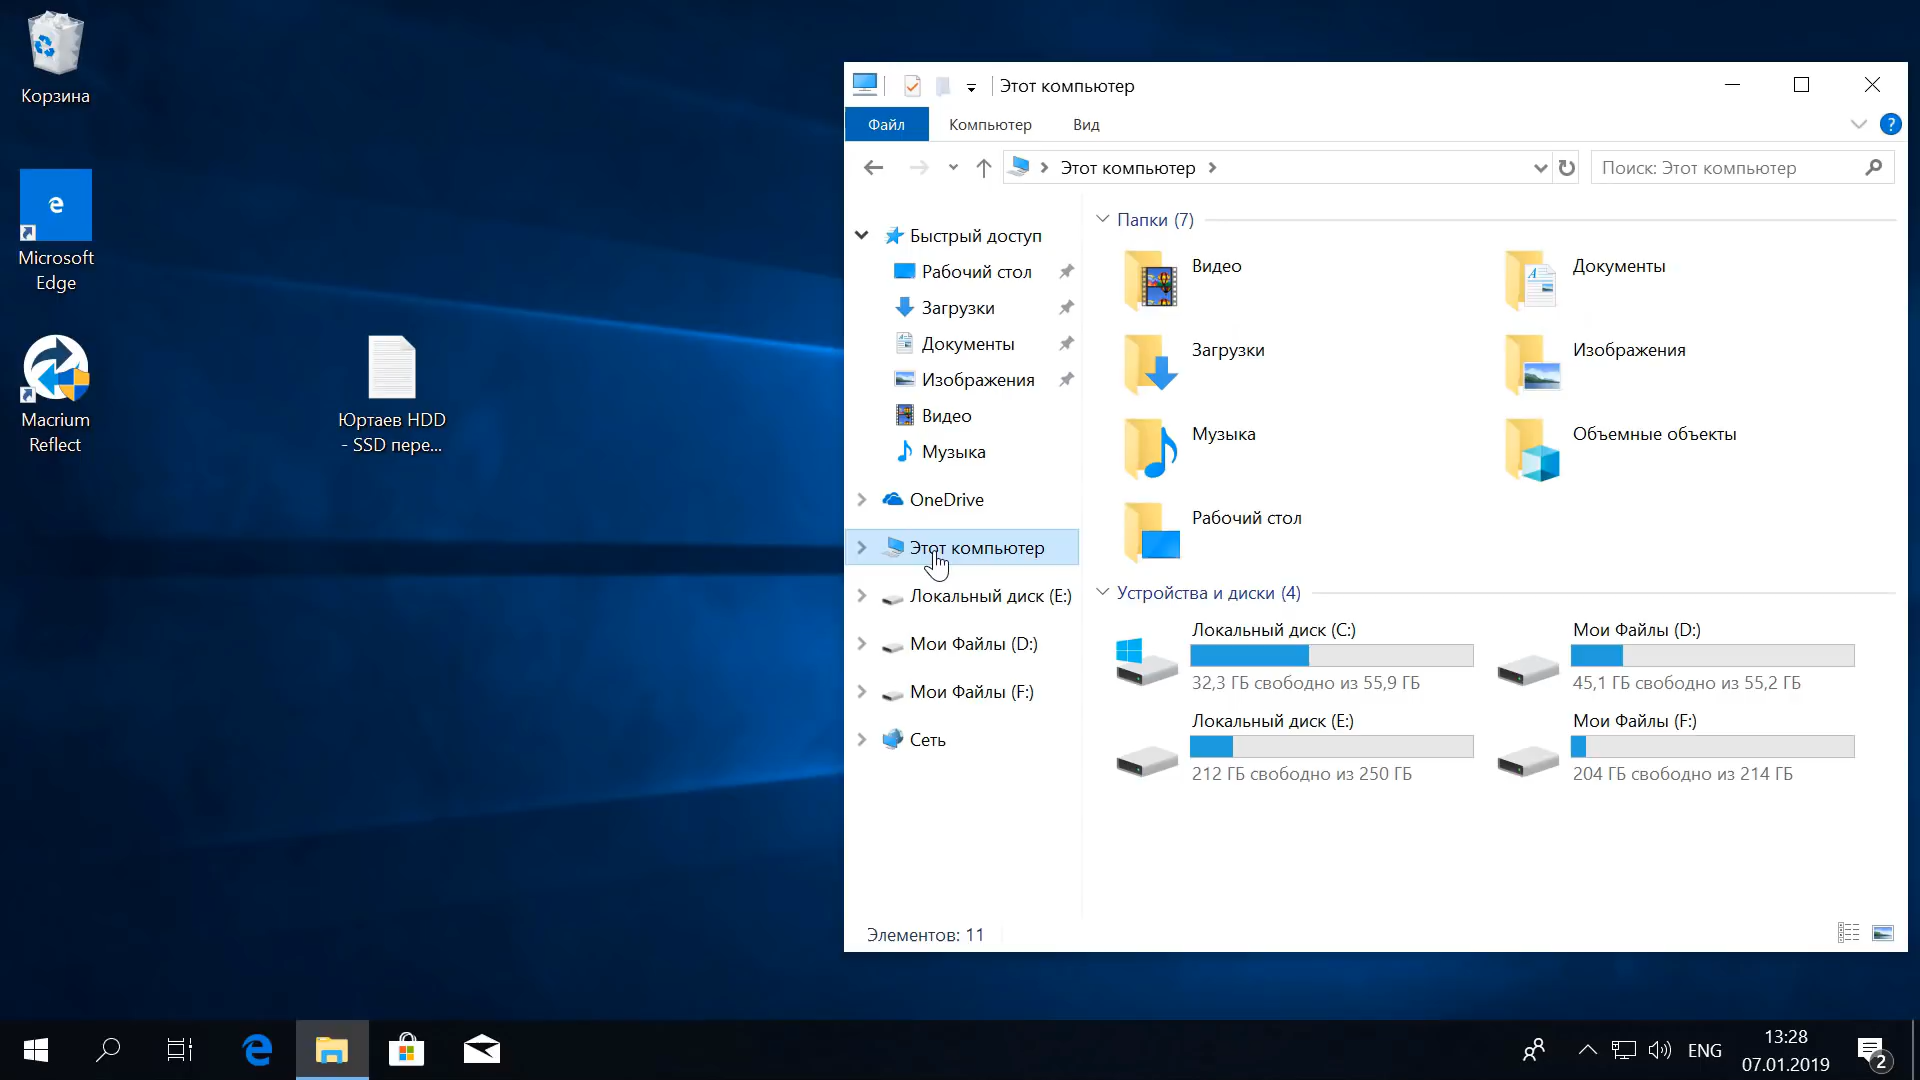 Корзина
Microsoft
Edge
Macrium
Reflect
Юртаев HDD
- SSD пере...
Этот компьютер
Файл
Компьютер
Вид
?
Этот компьютер
Поиск: Этот компьютер
Быстрый доступ
Рабочий стол
Загрузки
Документы
Изображения
Видео
Музыка
OneDrive
Этот компьютер
Локальный диск (E:)
Мои Файлы (D:)
Мои Файлы (F:)
Сеть
Папки (7)
Видео
Документы
Загрузки
Изображения
Музыка
Объемные объекты
Рабочий стол
Устройства и диски (4)
Локальный диск (C:)
32,3 ГБ свободно из 55,9 ГБ
Мои Файлы (D:)
45,1 ГБ свободно из 55,2 ГБ
Локальный диск (E:)
212 ГБ свободно из 250 ГБ
Мои Файлы (F:)
204 ГБ свободно из 214 ГБ
Элементов: 11
ENG
13:28
07.01.2019
2